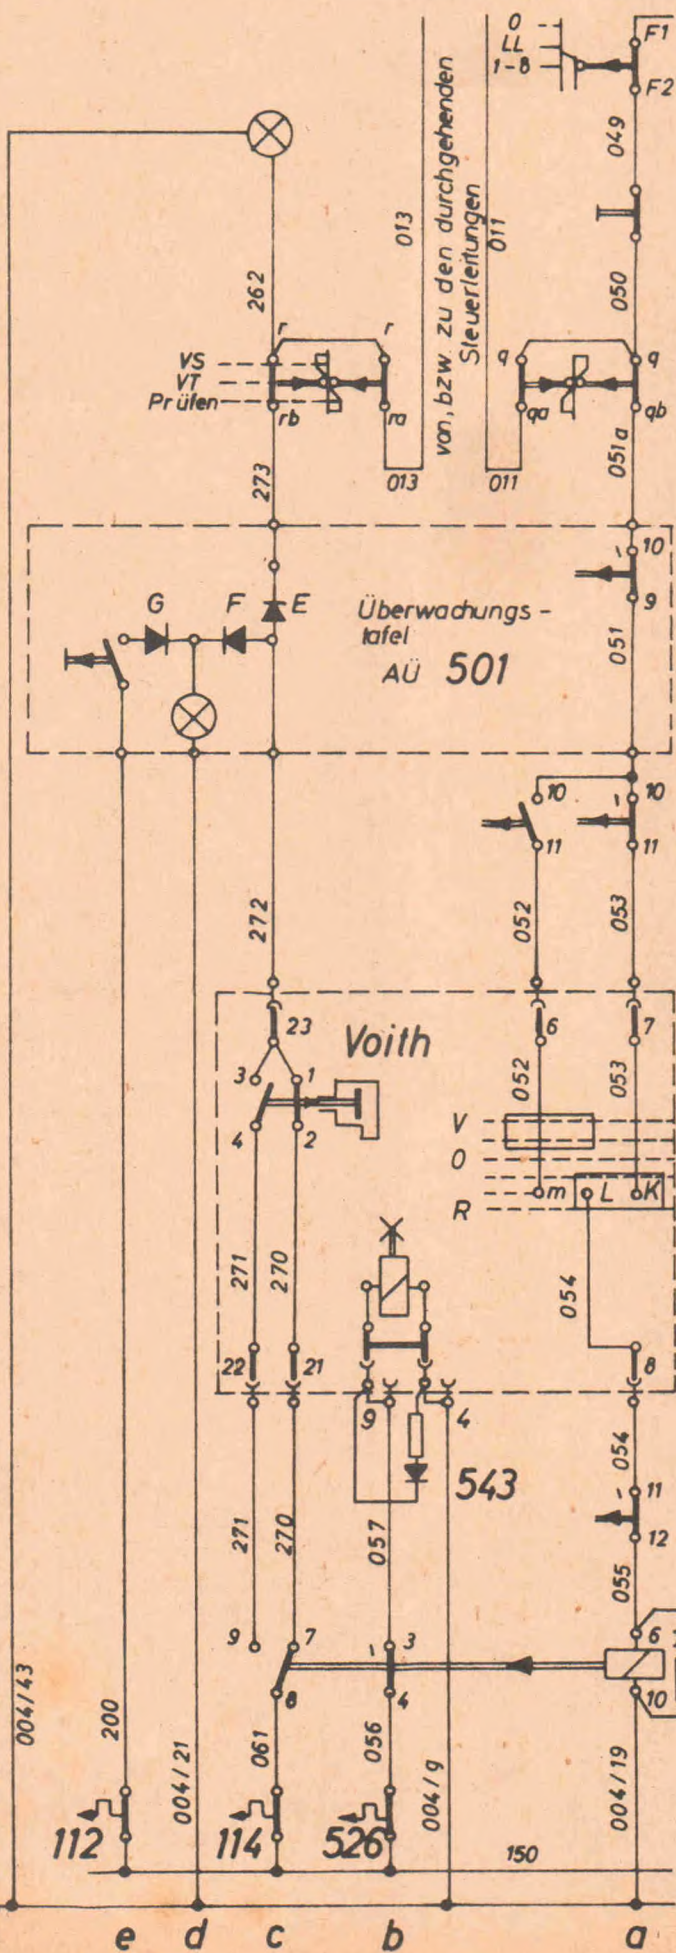 0
LL
1-8
F1
F2
049
013
von, bzw. zu den durchgehenden
Steuerleitungen
011
262
050
r
r
VS
VT
Prüfen
rb
ra
q
q
qa
qb
273
013
011
051a
10
9
G
F
E
Überwachungs-
tafel
AÜ 501
051
10
11
10
11
272
052
053
23
Voith
6
7
3
1
4
2
052
053
V
0
R
m
L
K
271
270
054
22
21
8
9
4
543
054
271
270
057
11
12
055
9
7
3
6
8
4
10
004/43
200
004/21
061
056
004/9
004/19
112
114
526
150
e
d
c
b
a